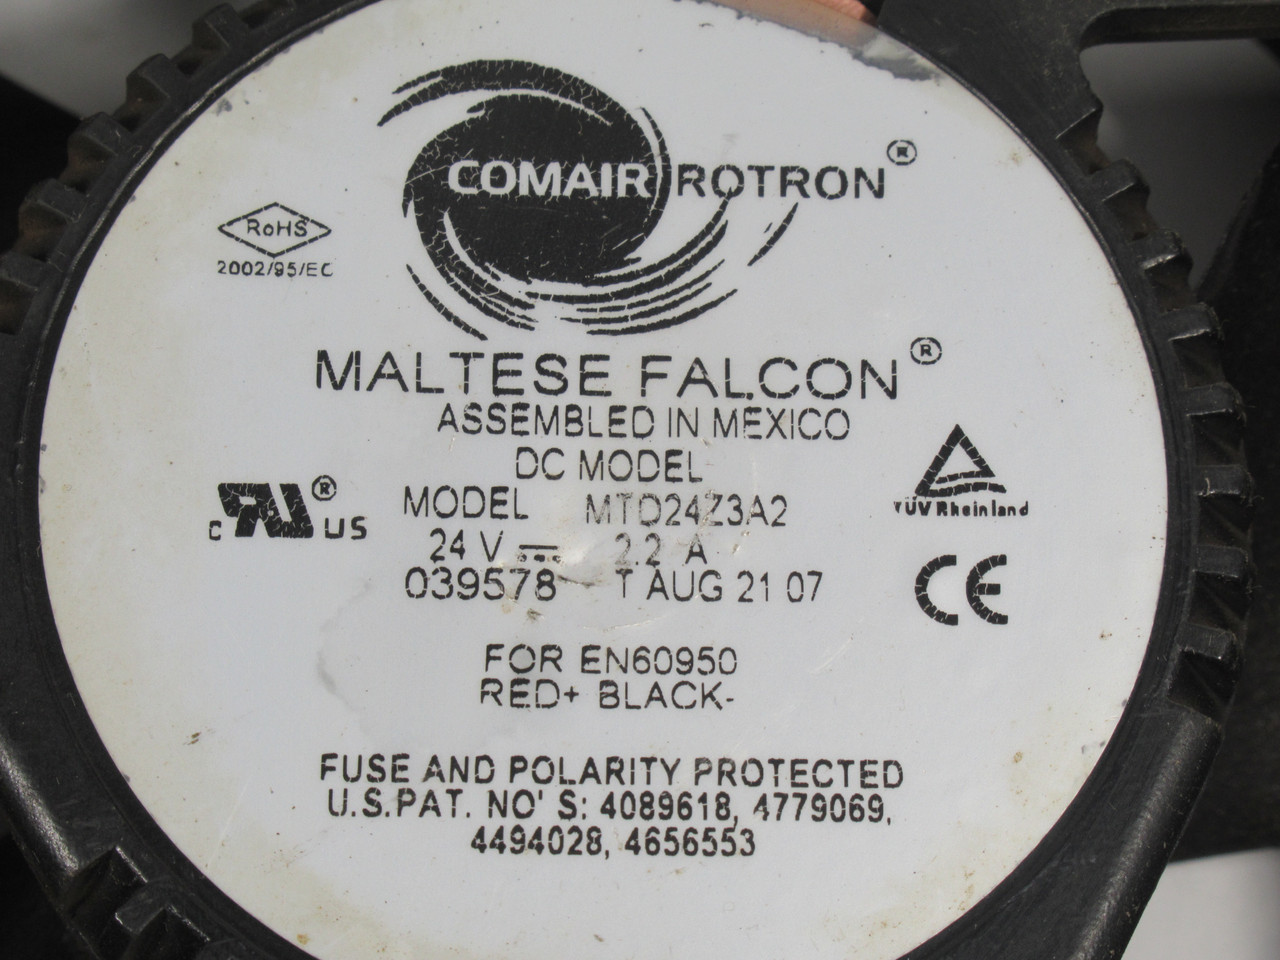 COMAIR ROTRON®
RoHS
2002/95/EC
MALTESE FALCON®
ASSEMBLED IN MEXICO
DC MODEL
MODEL MTD24Z3A2
24 V ⎓ 2.2 A
039578 T AUG 21 07
c RU® US
TÜV Rheinland
CE
FOR EN60950
RED+ BLACK-
FUSE AND POLARITY PROTECTED
U.S.PAT. NO'S: 4089618, 4779069,
4494028, 4656553